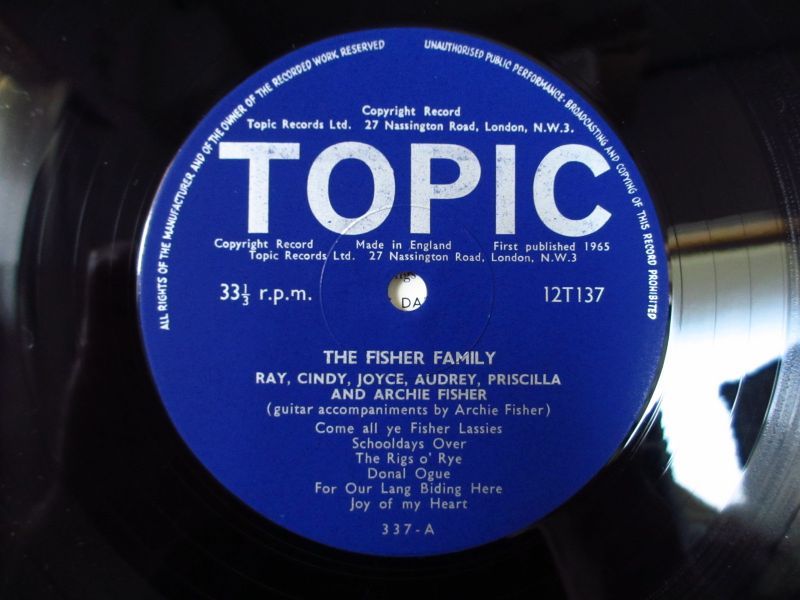 ALL RIGHTS OF THE MANUFACTURER AND OF THE OWNER OF THE RECORDED WORK RESERVED
UNAUTHORISED PUBLIC PERFORMANCE, BROADCASTING AND COPYING OF THIS RECORD PROHIBITED
Copyright Record
Topic Records Ltd. 27 Nassington Road, London, N.W.3.
TOPIC
Copyright Record Made in England First published 1965
Topic Records Ltd. 27 Nassington Road, London, N.W.3
33⅓ r.p.m. 12T137
THE FISHER FAMILY
RAY, CINDY, JOYCE, AUDREY, PRISCILLA
AND ARCHIE FISHER
(guitar accompaniments by Archie Fisher)
Come all ye Fisher Lassies
Schooldays Over
The Rigs o' Rye
Donal Ogue
For Our Lang Biding Here
Joy of my Heart
337-A